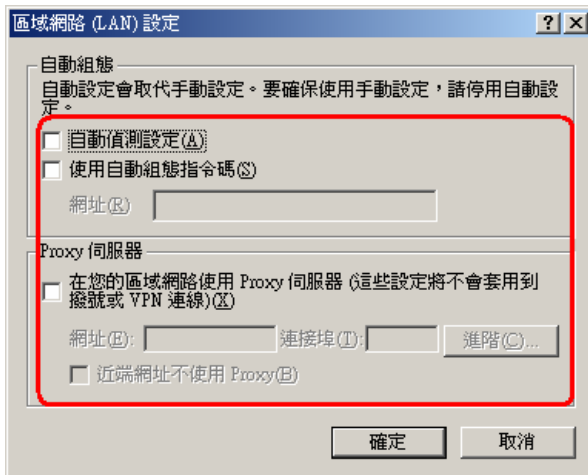 區域網路 (LAN) 設定
自動組態
自動設定會取代手動設定。要確保使用手動設定，請停用自動設
定。
自動偵測設定(A)
使用自動組態指令碼(S)
網址(R)
Proxy 伺服器
在您的區域網路使用 Proxy 伺服器 (這些設定將不會套用到
撥號或 VPN 連線)(X)
網址(E): 連接埠(T): 進階(C)...
近端網址不使用 Proxy(B)
確定 取消